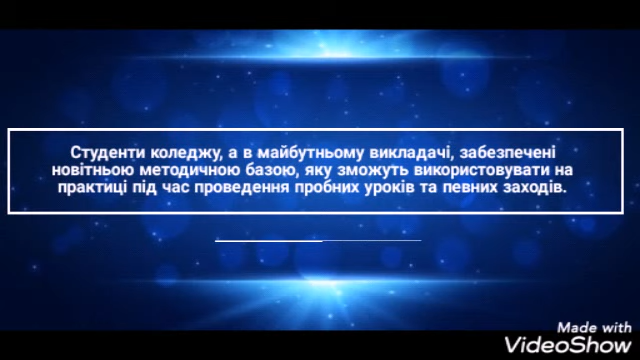 Студенти коледжу, а в майбутньому викладачі, забезпечені
новітньою методичною базою, яку зможуть використовувати на
практиці під час проведення пробних уроків та певних заходів.
Made with
VideoShow